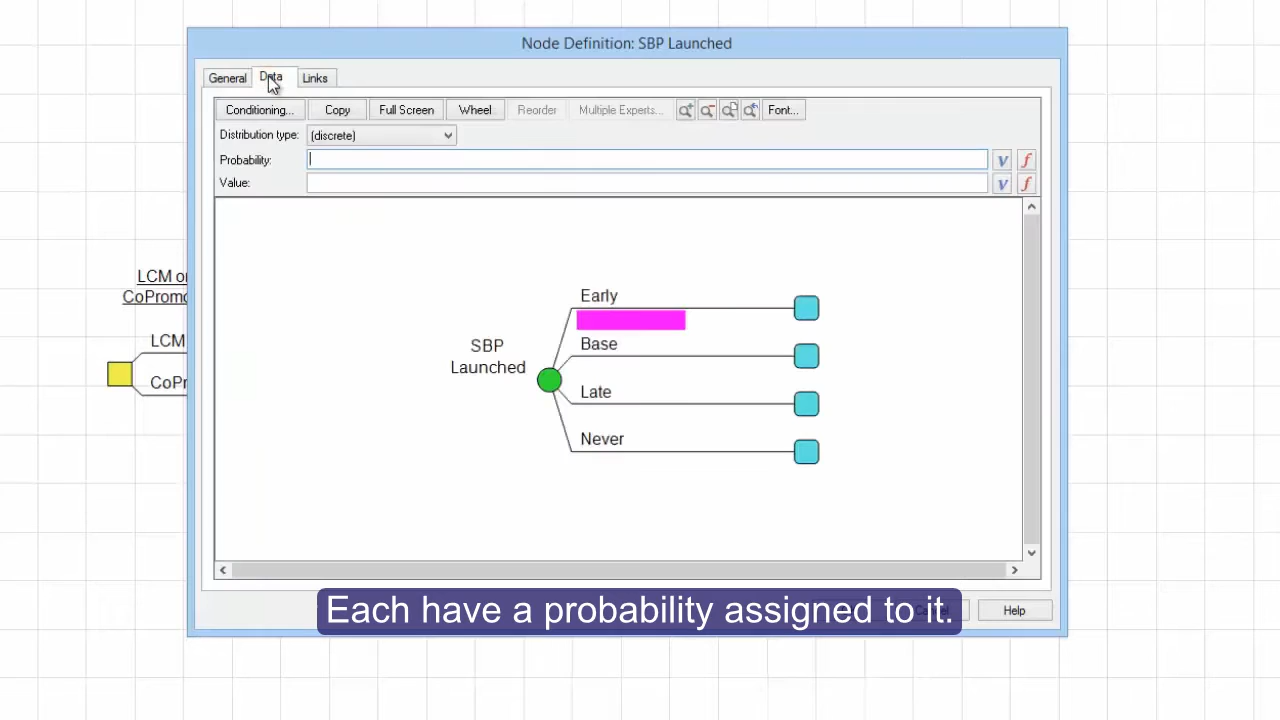 Node Definition: SBP Launched
General Data Links
Conditioning... Copy Full Screen Wheel Reorder Multiple Experts... Font...
Distribution type: (discrete)
Probability: V f
Value: V f
LCM or
CoPromo
LCM
CoPr
Early
Base
SBP
Launched
Late
Never
Each have a probability assigned to it.
Help